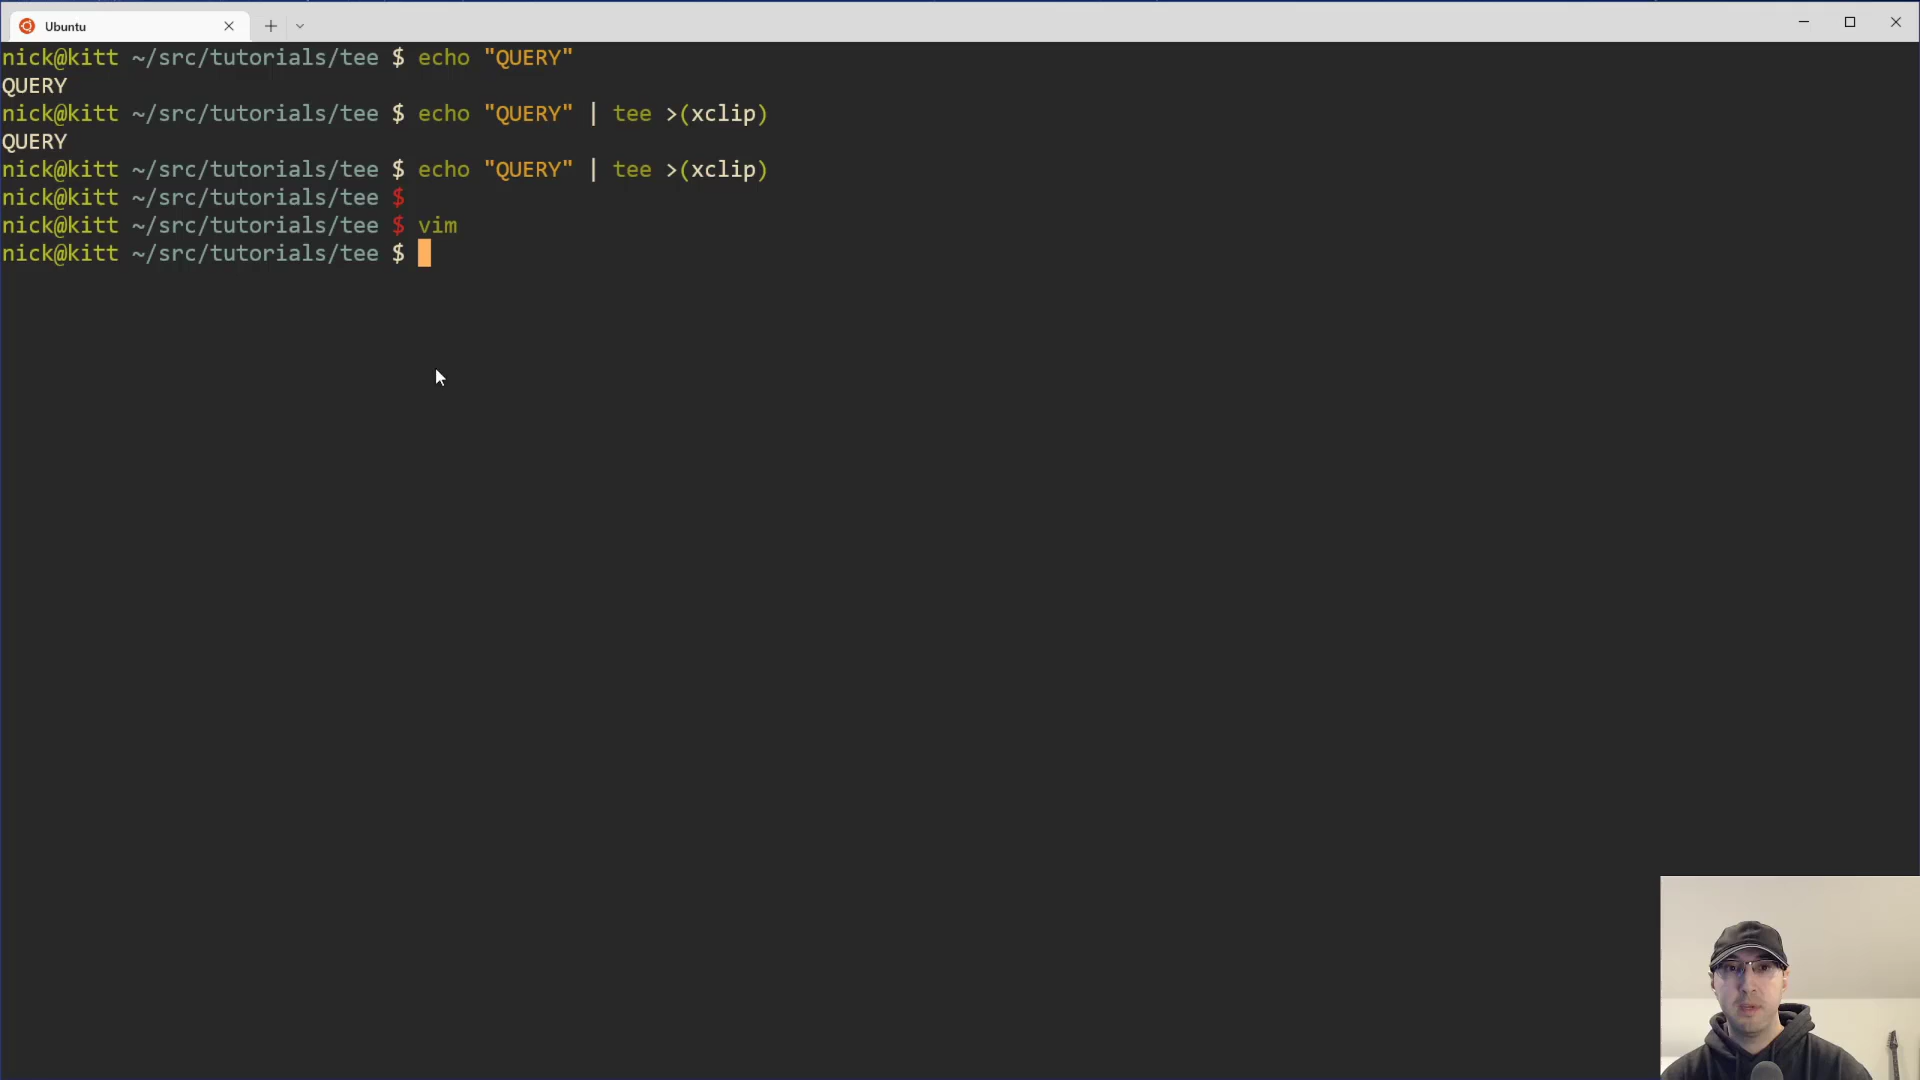 Ubuntu
nick@kitt ~/src/tutorials/tee $ echo "QUERY"
QUERY
nick@kitt ~/src/tutorials/tee $ echo "QUERY" | tee >(xclip)
QUERY
nick@kitt ~/src/tutorials/tee $ echo "QUERY" | tee >(xclip)
nick@kitt ~/src/tutorials/tee $
nick@kitt ~/src/tutorials/tee $ vim
nick@kitt ~/src/tutorials/tee $